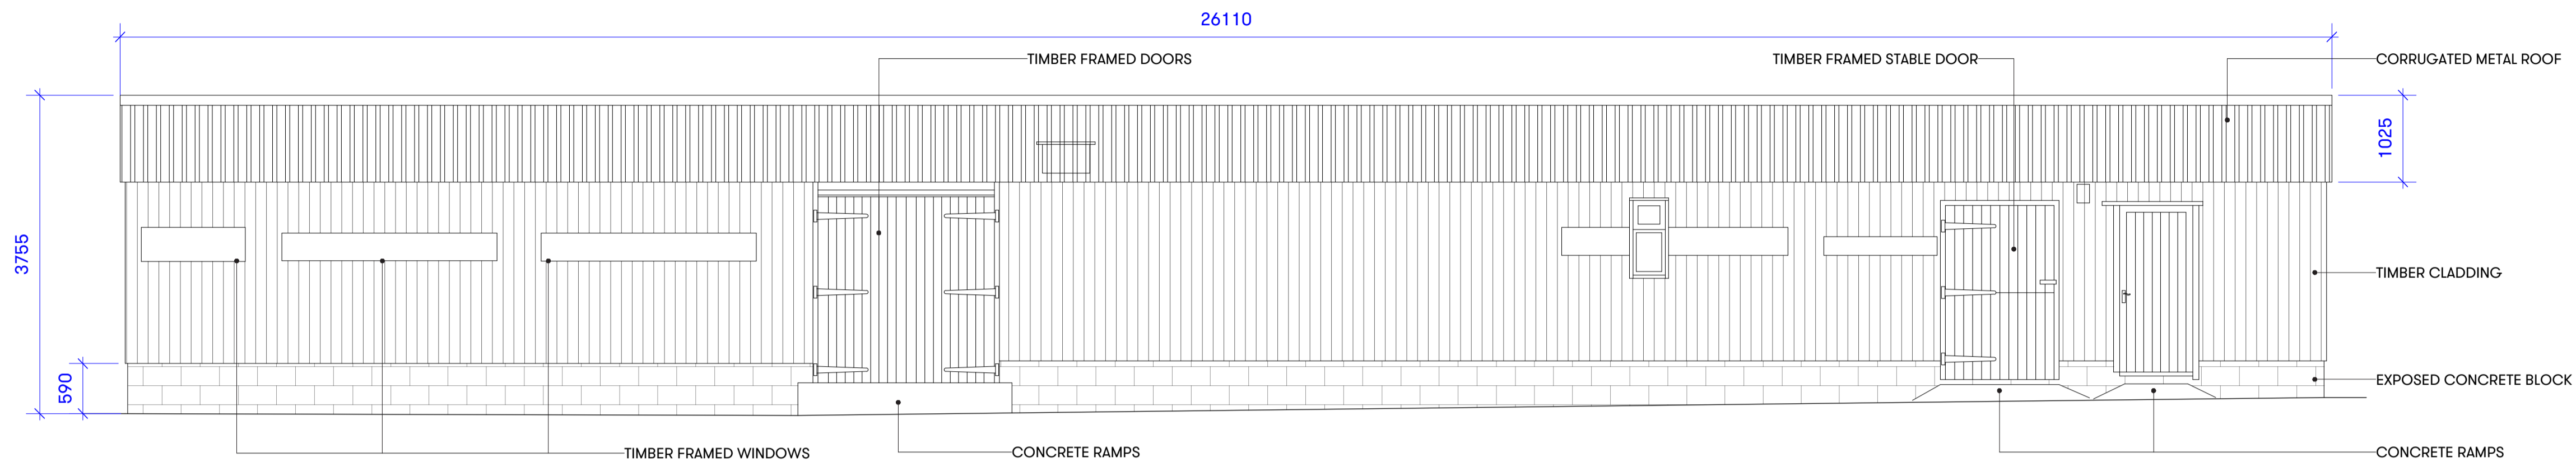 26110
TIMBER FRAMED DOORS
TIMBER FRAMED STABLE DOOR
CORRUGATED METAL ROOF
1025
3755
TIMBER CLADDING
590
EXPOSED CONCRETE BLOCK
TIMBER FRAMED WINDOWS
CONCRETE RAMPS
CONCRETE RAMPS